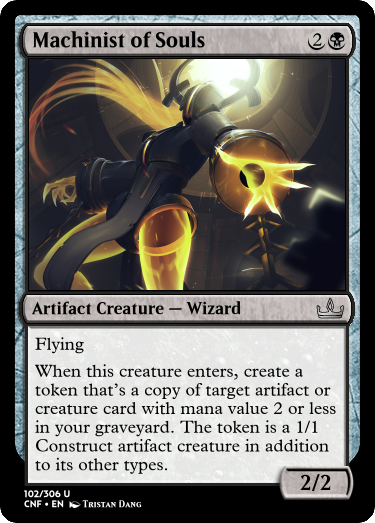 Machinist of Souls 2
Artifact Creature — Wizard
Flying
When this creature enters, create a
token that's a copy of target artifact or
creature card with mana value 2 or less
in your graveyard. The token is a 1/1
Construct artifact creature in addition
to its other types.
2/2
102/306 U
CNF • EN Tristan Dang